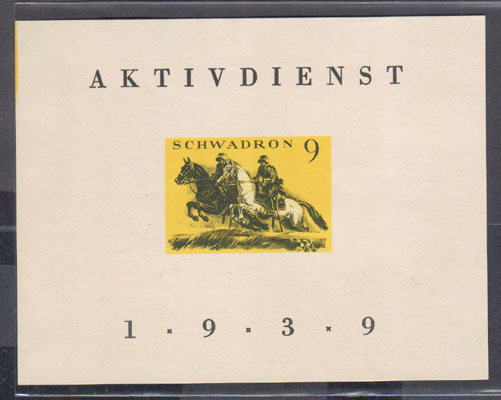 AKTIVDIENST
SCHWADRON 9
1 × 9 × 3 × 9